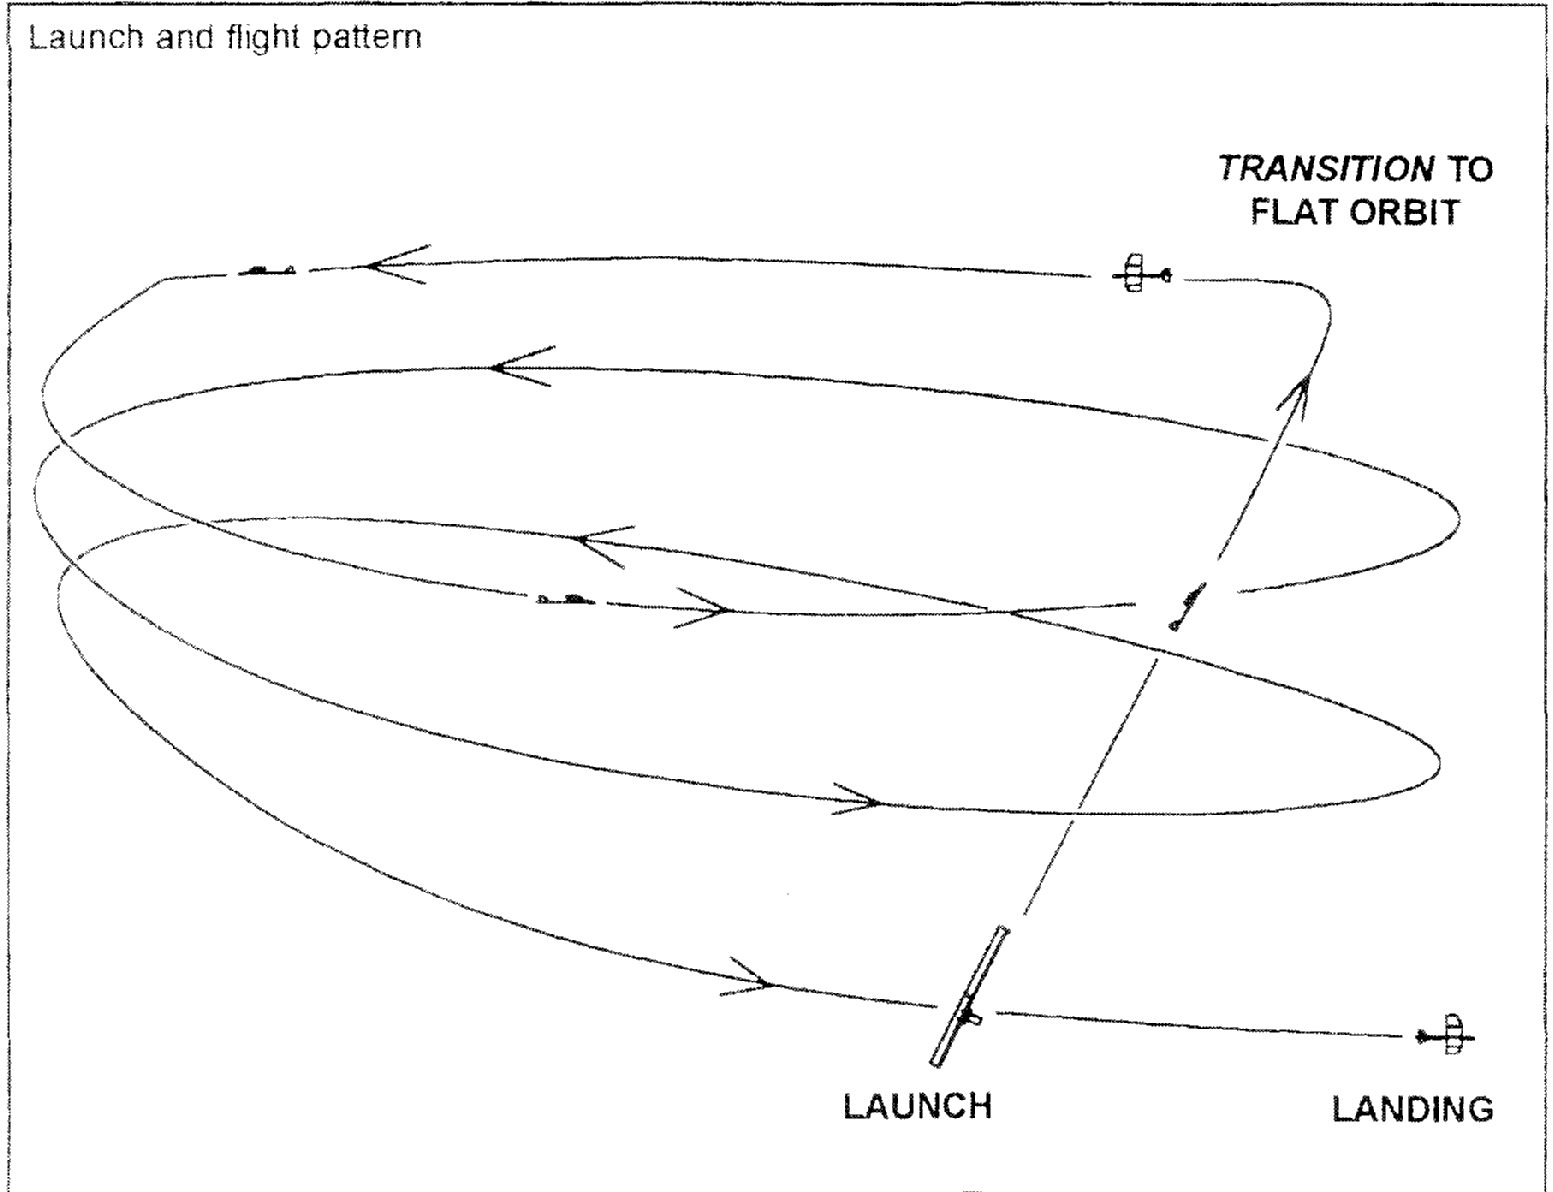 Launch and flight pattern
TRANSITION TO
FLAT ORBIT
LAUNCH
LANDING